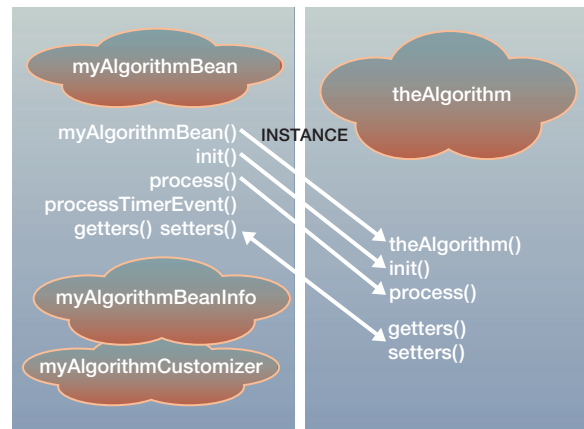 myAlgorithmBean
myAlgorithmBean()
init()
process()
processTimerEvent()
getters() setters()
myAlgorithmBeanInfo
myAlgorithmCustomizer
INSTANCE
theAlgorithm
theAlgorithm()
init()
process()
getters()
setters()